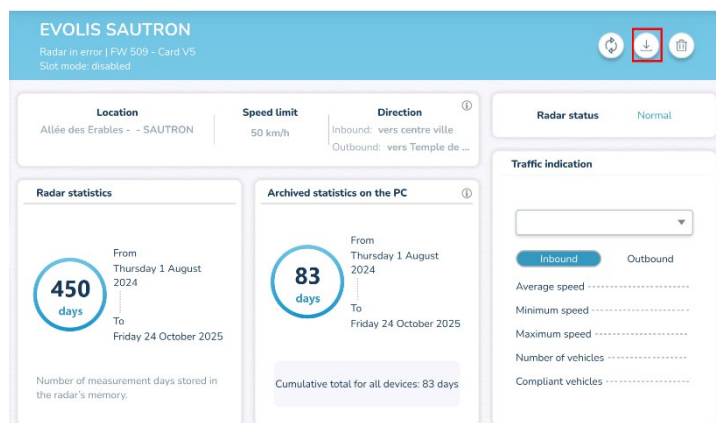 EVOLIS SAUTRON
Radar in error | FW 509 - Card V5
Slot mode: disabled
Location
Allée des Erables - - SAUTRON
Speed limit
50 km/h
Direction
Inbound: vers centre ville
Outbound: vers Temple de ...
Radar status Normal
Radar statistics
450
days
From
Thursday 1 August
2024
To
Friday 24 October 2025
Number of measurement days stored in
the radar's memory.
Archived statistics on the PC
83
days
From
Thursday 1 August
2024
To
Friday 24 October 2025
Cumulative total for all devices: 83 days
Traffic indication
Inbound Outbound
Average speed
Minimum speed
Maximum speed
Number of vehicles
Compliant vehicles